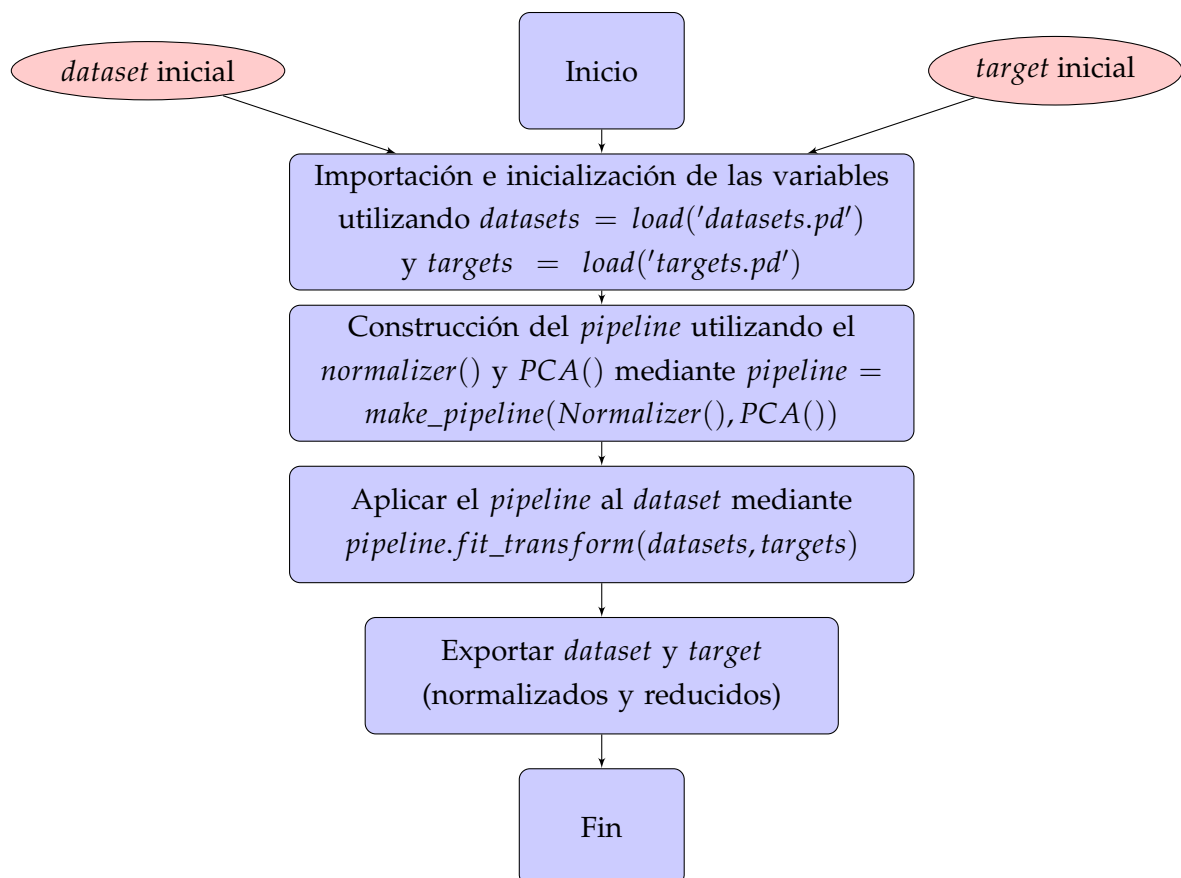 dataset inicial
Inicio
target inicial
Importación e inicialización de las variables
utilizando datasets = load('datasets.pd')
y targets = load('targets.pd')
Construcción del pipeline utilizando el
normalizer() y PCA() mediante pipeline =
make_pipeline(Normalizer(), PCA())
Aplicar el pipeline al dataset mediante
pipeline.fit_transform(datasets, targets)
Exportar dataset y target
(normalizados y reducidos)
Fin